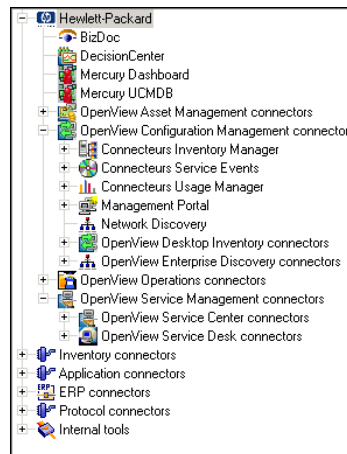 Hewlett-Packard
BizDoc
DecisionCenter
Mercury Dashboard
Mercury UCMDB
OpenView Asset Management connectors
OpenView Configuration Management connector
Connecteurs Inventory Manager
Connecteurs Service Events
Connecteurs Usage Manager
Management Portal
Network Discovery
OpenView Desktop Inventory connectors
OpenView Enterprise Discovery connectors
OpenView Operations connectors
OpenView Service Management connectors
OpenView Service Center connectors
OpenView Service Desk connectors
Inventory connectors
Application connectors
ERP connectors
Protocol connectors
Internal tools